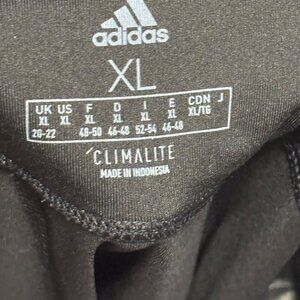 adidas
XL
UK US F D I E CDN J
XL XL XL XL XL XL XL/TG
20-22 48-50 46-48 52-54 46-48
CLIMALITE
MADE IN INDONESIA